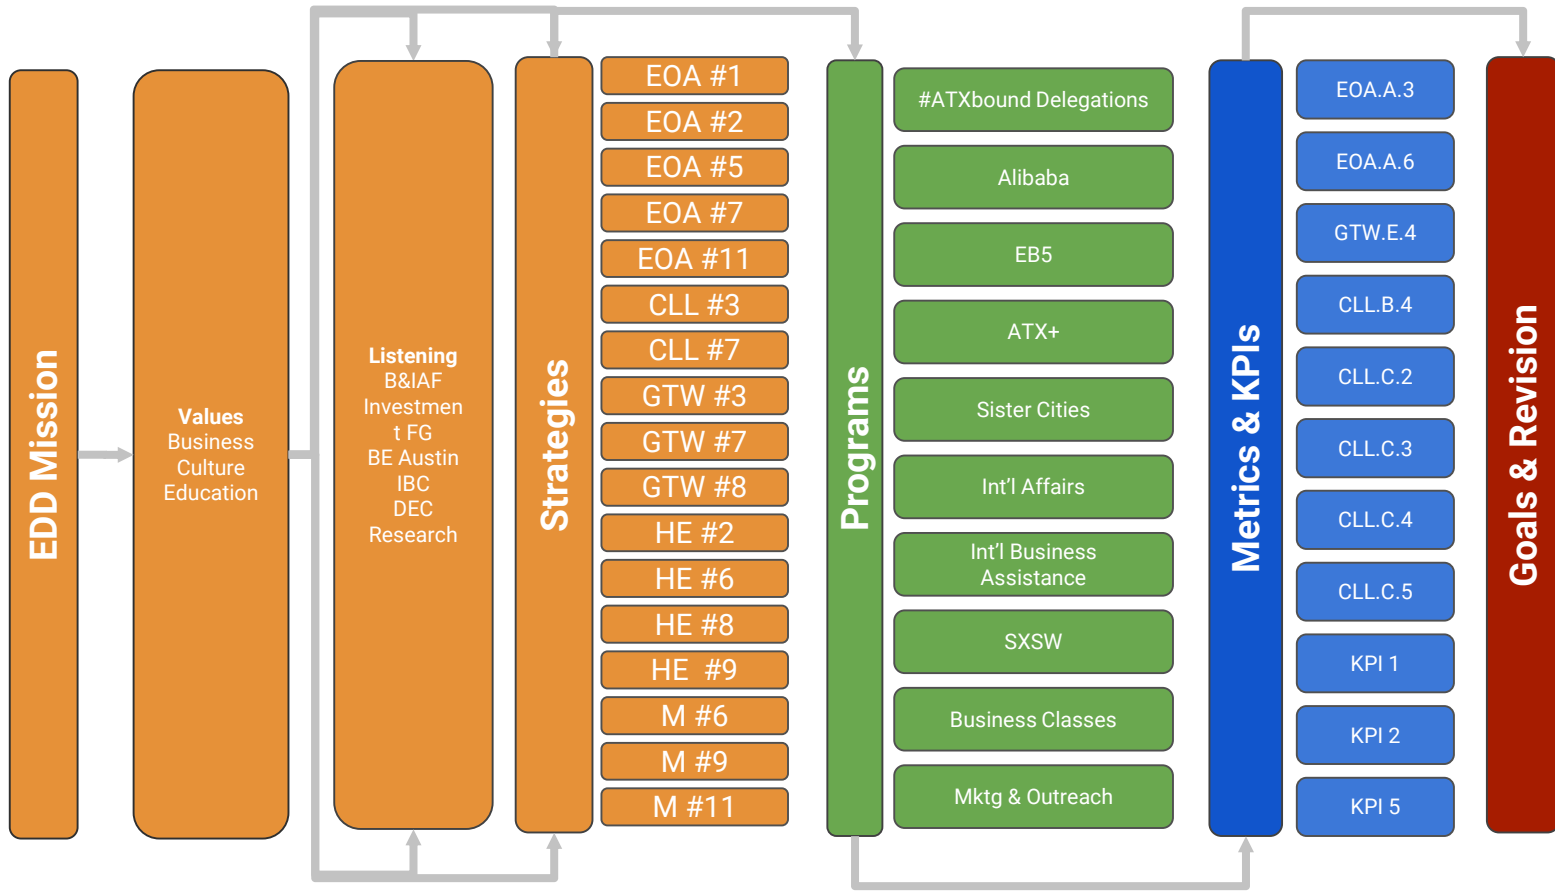 EDD Mission
Values
Business
Culture
Education
Listening
B&IAF
Investmen
t FG
BE Austin
IBC
DEC
Research
Strategies
EOA #1
EOA #2
EOA #5
EOA #7
EOA #11
CLL #3
CLL #7
GTW #3
GTW #7
GTW #8
HE #2
HE #6
HE #8
HE  #9
M #6
M #9
M #11
Programs
#ATXbound Delegations
Alibaba
EB5
ATX+
Sister Cities
Int'l Affairs
Int'l Business
Assistance
SXSW
Business Classes
Mktg & Outreach
Metrics & KPIs
EOA.A.3
EOA.A.6
GTW.E.4
CLL.B.4
CLL.C.2
CLL.C.3
CLL.C.4
CLL.C.5
KPI 1
KPI 2
KPI 5
Goals & Revision